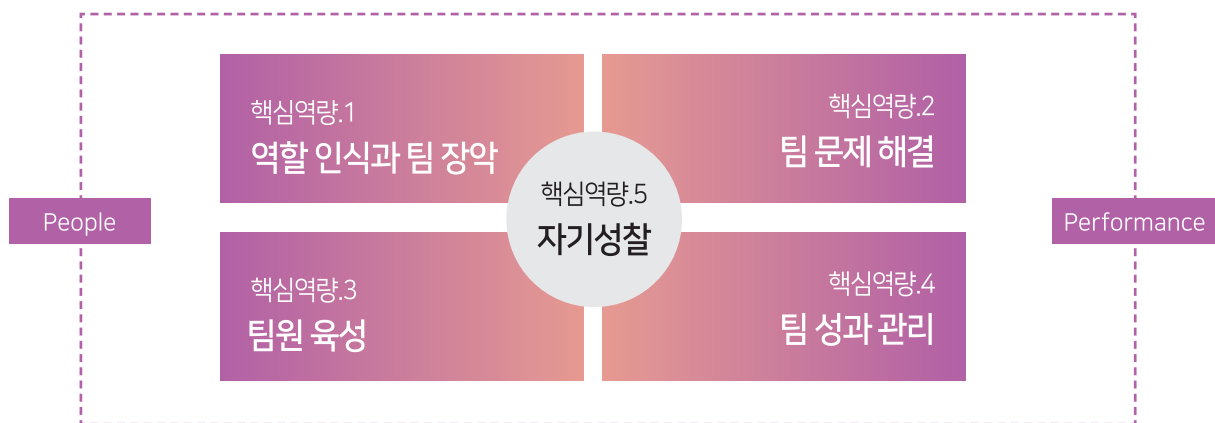 핵심역량.1
역할 인식과 팀 장악
핵심역량.2
팀 문제 해결
People
핵심역량.5
자기성찰
Performance
핵심역량.3
팀원 육성
핵심역량.4
팀 성과 관리